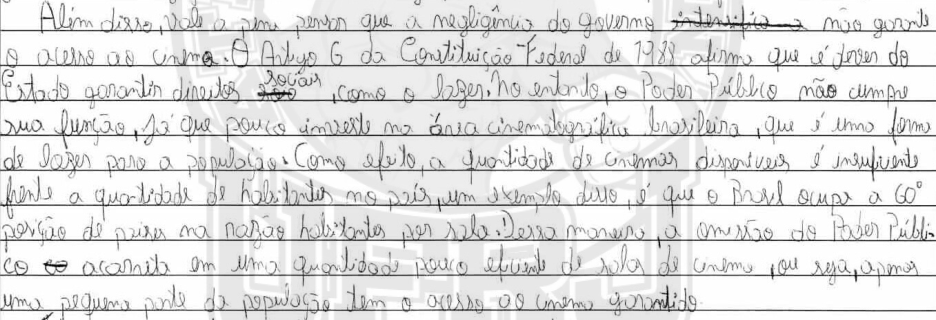 Além disso, vale a pena pensar que a negligência do governo intensifica a não garante
o acesso ao cinema. O Artigo 6 da Constituição Federal de 1988 afirma que é dever do
Estado garantir direitos sociais, como o lazer. No entanto, o Poder Público não cumpre
sua função, já que pouco investe na área cinematográfica brasileira, que é uma forma
de lazer para a população. Como efeito, a quantidade de cinemas disponíveis é insuficiente
frente a quantidade de habitantes no país, um exemplo disso, é que o Brasil ocupa a 60°
posição de países na razão habitantes por sala. Dessa maneira, a omissão do Poder Públi-
co acarreta em uma quantidade pouco eficiente de salas de cinema, ou seja, apenas
uma pequena parte da população tem o acesso ao cinema garantido.